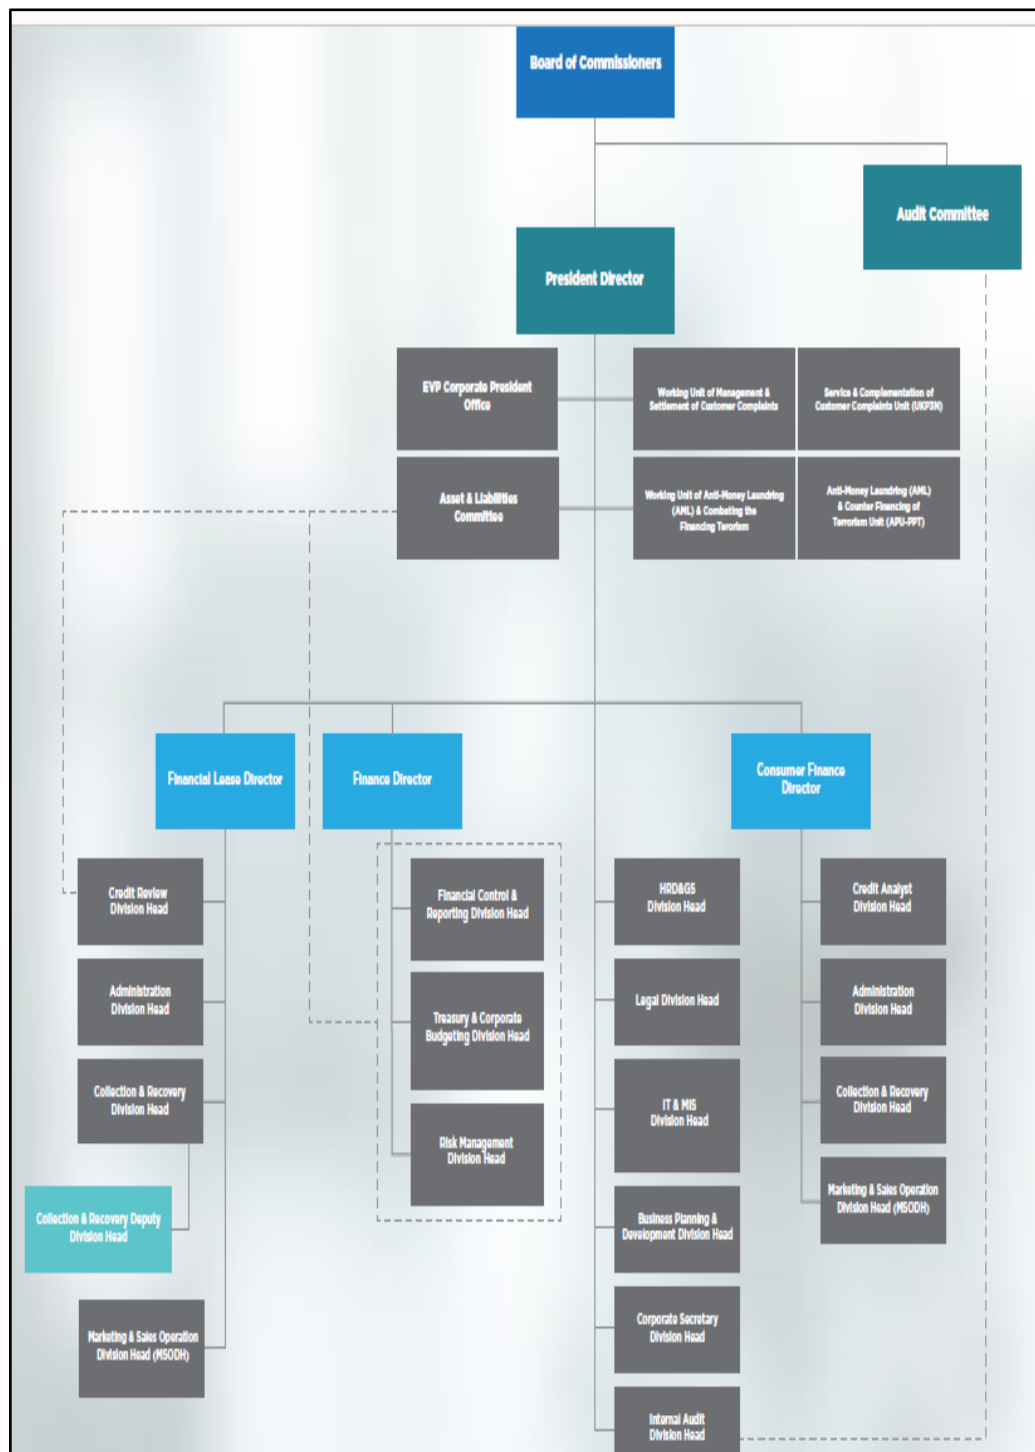 Board of Commissioners
Audit Committee
President Director
EVP Corporate President
Office
Working Unit of Management &
Settlement of Customer Complaints
Service & Complementation of
Customer Complaints Unit (UKP3N)
Asset & Liabilities
Committee
Working Unit of Anti-Money Laundring
(AML) & Combating the
Financing Terorism
Anti-Money Laundring (AML)
& Counter Financing of
Terrorism Unit (APU-PPT)
Financial Lease Director
Finance Director
Consumer Finance
Director
Credit Review
Division Head
Administration
Division Head
Collection & Recovery
Division Head
Collection & Recovery Deputy
Division Head
Marketing & Sales Operation
Division Head (MSODH)
Financial Control &
Reporting Division Head
Treasury & Corporate
Budgeting Division Head
Risk Management
Division Head
HRD&GS
Division Head
Legal Division Head
IT & MIS
Division Head
Business Planning &
Development Division Head
Corporate Secretary
Division Head
Internal Audit
Division Head
Credit Analyst
Division Head
Administration
Division Head
Collection & Recovery
Division Head
Marketing & Sales Operation
Division Head (MSODH)